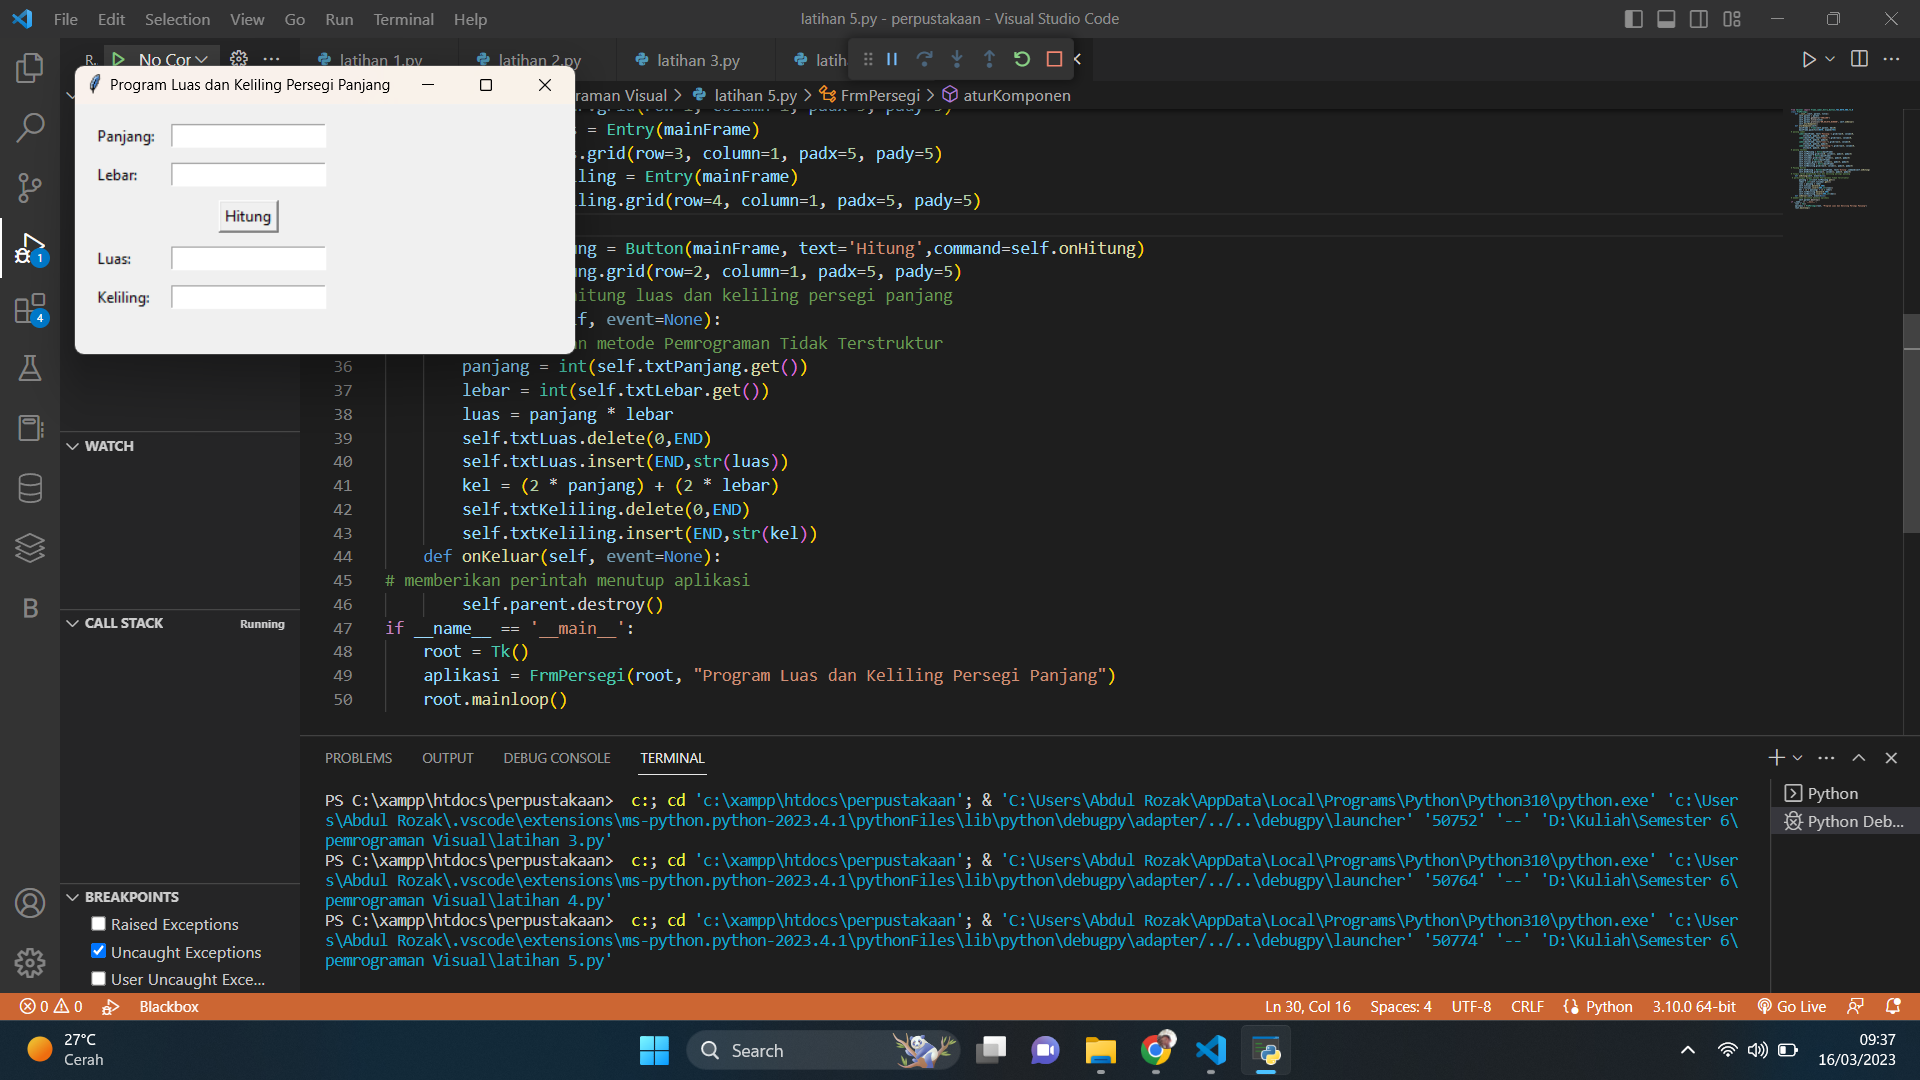 File Edit Selection View Go Run Terminal Help
latihan 5.py - perpustakaan - Visual Studio Code
R. No Cor
latihan 1.py latihan 2.py latihan 3.py latih
Program Luas dan Keliling Persegi Panjang
Panjang:
Lebar:
Hitung
Luas:
Keliling:
raman Visual > latihan 5.py > FrmPersegi > aturKomponen
= Entry(mainFrame)
.grid(row=3, column=1, padx=5, pady=5)
ling = Entry(mainFrame)
ling.grid(row=4, column=1, padx=5, pady=5)
ng = Button(mainFrame, text='Hitung',command=self.onHitung)
ng.grid(row=2, column=1, padx=5, pady=5)
hitung luas dan keliling persegi panjang
f, event=None):
n metode Pemrograman Tidak Terstruktur
36 panjang = int(self.txtPanjang.get())
37 lebar = int(self.txtLebar.get())
38 luas = panjang * lebar
39 self.txtLuas.delete(0,END)
40 self.txtLuas.insert(END,str(luas))
41 kel = (2 * panjang) + (2 * lebar)
42 self.txtKeliling.delete(0,END)
43 self.txtKeliling.insert(END,str(kel))
44 def onKeluar(self, event=None):
45 # memberikan perintah menutup aplikasi
46 self.parent.destroy()
47 if __name__ == '__main__':
48 root = Tk()
49 aplikasi = FrmPersegi(root, "Program Luas dan Keliling Persegi Panjang")
50 root.mainloop()
WATCH
CALL STACK Running
BREAKPOINTS
Raised Exceptions
Uncaught Exceptions
User Uncaught Exce...
1
4
B
PROBLEMS OUTPUT DEBUG CONSOLE TERMINAL
PS C:\xampp\htdocs\perpustakaan> c:; cd 'c:\xampp\htdocs\perpustakaan'; & 'C:\Users\Abdul Rozak\AppData\Local\Programs\Python\Python310\python.exe' 'c:\User
s\Abdul Rozak\.vscode\extensions\ms-python.python-2023.4.1\pythonFiles\lib\python\debugpy\adapter/../..\debugpy\launcher' '50752' '--' 'D:\Kuliah\Semester 6\
pemrograman Visual\latihan 3.py'
PS C:\xampp\htdocs\perpustakaan> c:; cd 'c:\xampp\htdocs\perpustakaan'; & 'C:\Users\Abdul Rozak\AppData\Local\Programs\Python\Python310\python.exe' 'c:\User
s\Abdul Rozak\.vscode\extensions\ms-python.python-2023.4.1\pythonFiles\lib\python\debugpy\adapter/../..\debugpy\launcher' '50764' '--' 'D:\Kuliah\Semester 6\
pemrograman Visual\latihan 4.py'
PS C:\xampp\htdocs\perpustakaan> c:; cd 'c:\xampp\htdocs\perpustakaan'; & 'C:\Users\Abdul Rozak\AppData\Local\Programs\Python\Python310\python.exe' 'c:\User
s\Abdul Rozak\.vscode\extensions\ms-python.python-2023.4.1\pythonFiles\lib\python\debugpy\adapter/../..\debugpy\launcher' '50774' '--' 'D:\Kuliah\Semester 6\
pemrograman Visual\latihan 5.py'
Python
Python Deb...
0 0 Blackbox
Ln 30, Col 16 Spaces: 4 UTF-8 CRLF Python 3.10.0 64-bit Go Live
27°C
Cerah
Search
09:37
16/03/2023